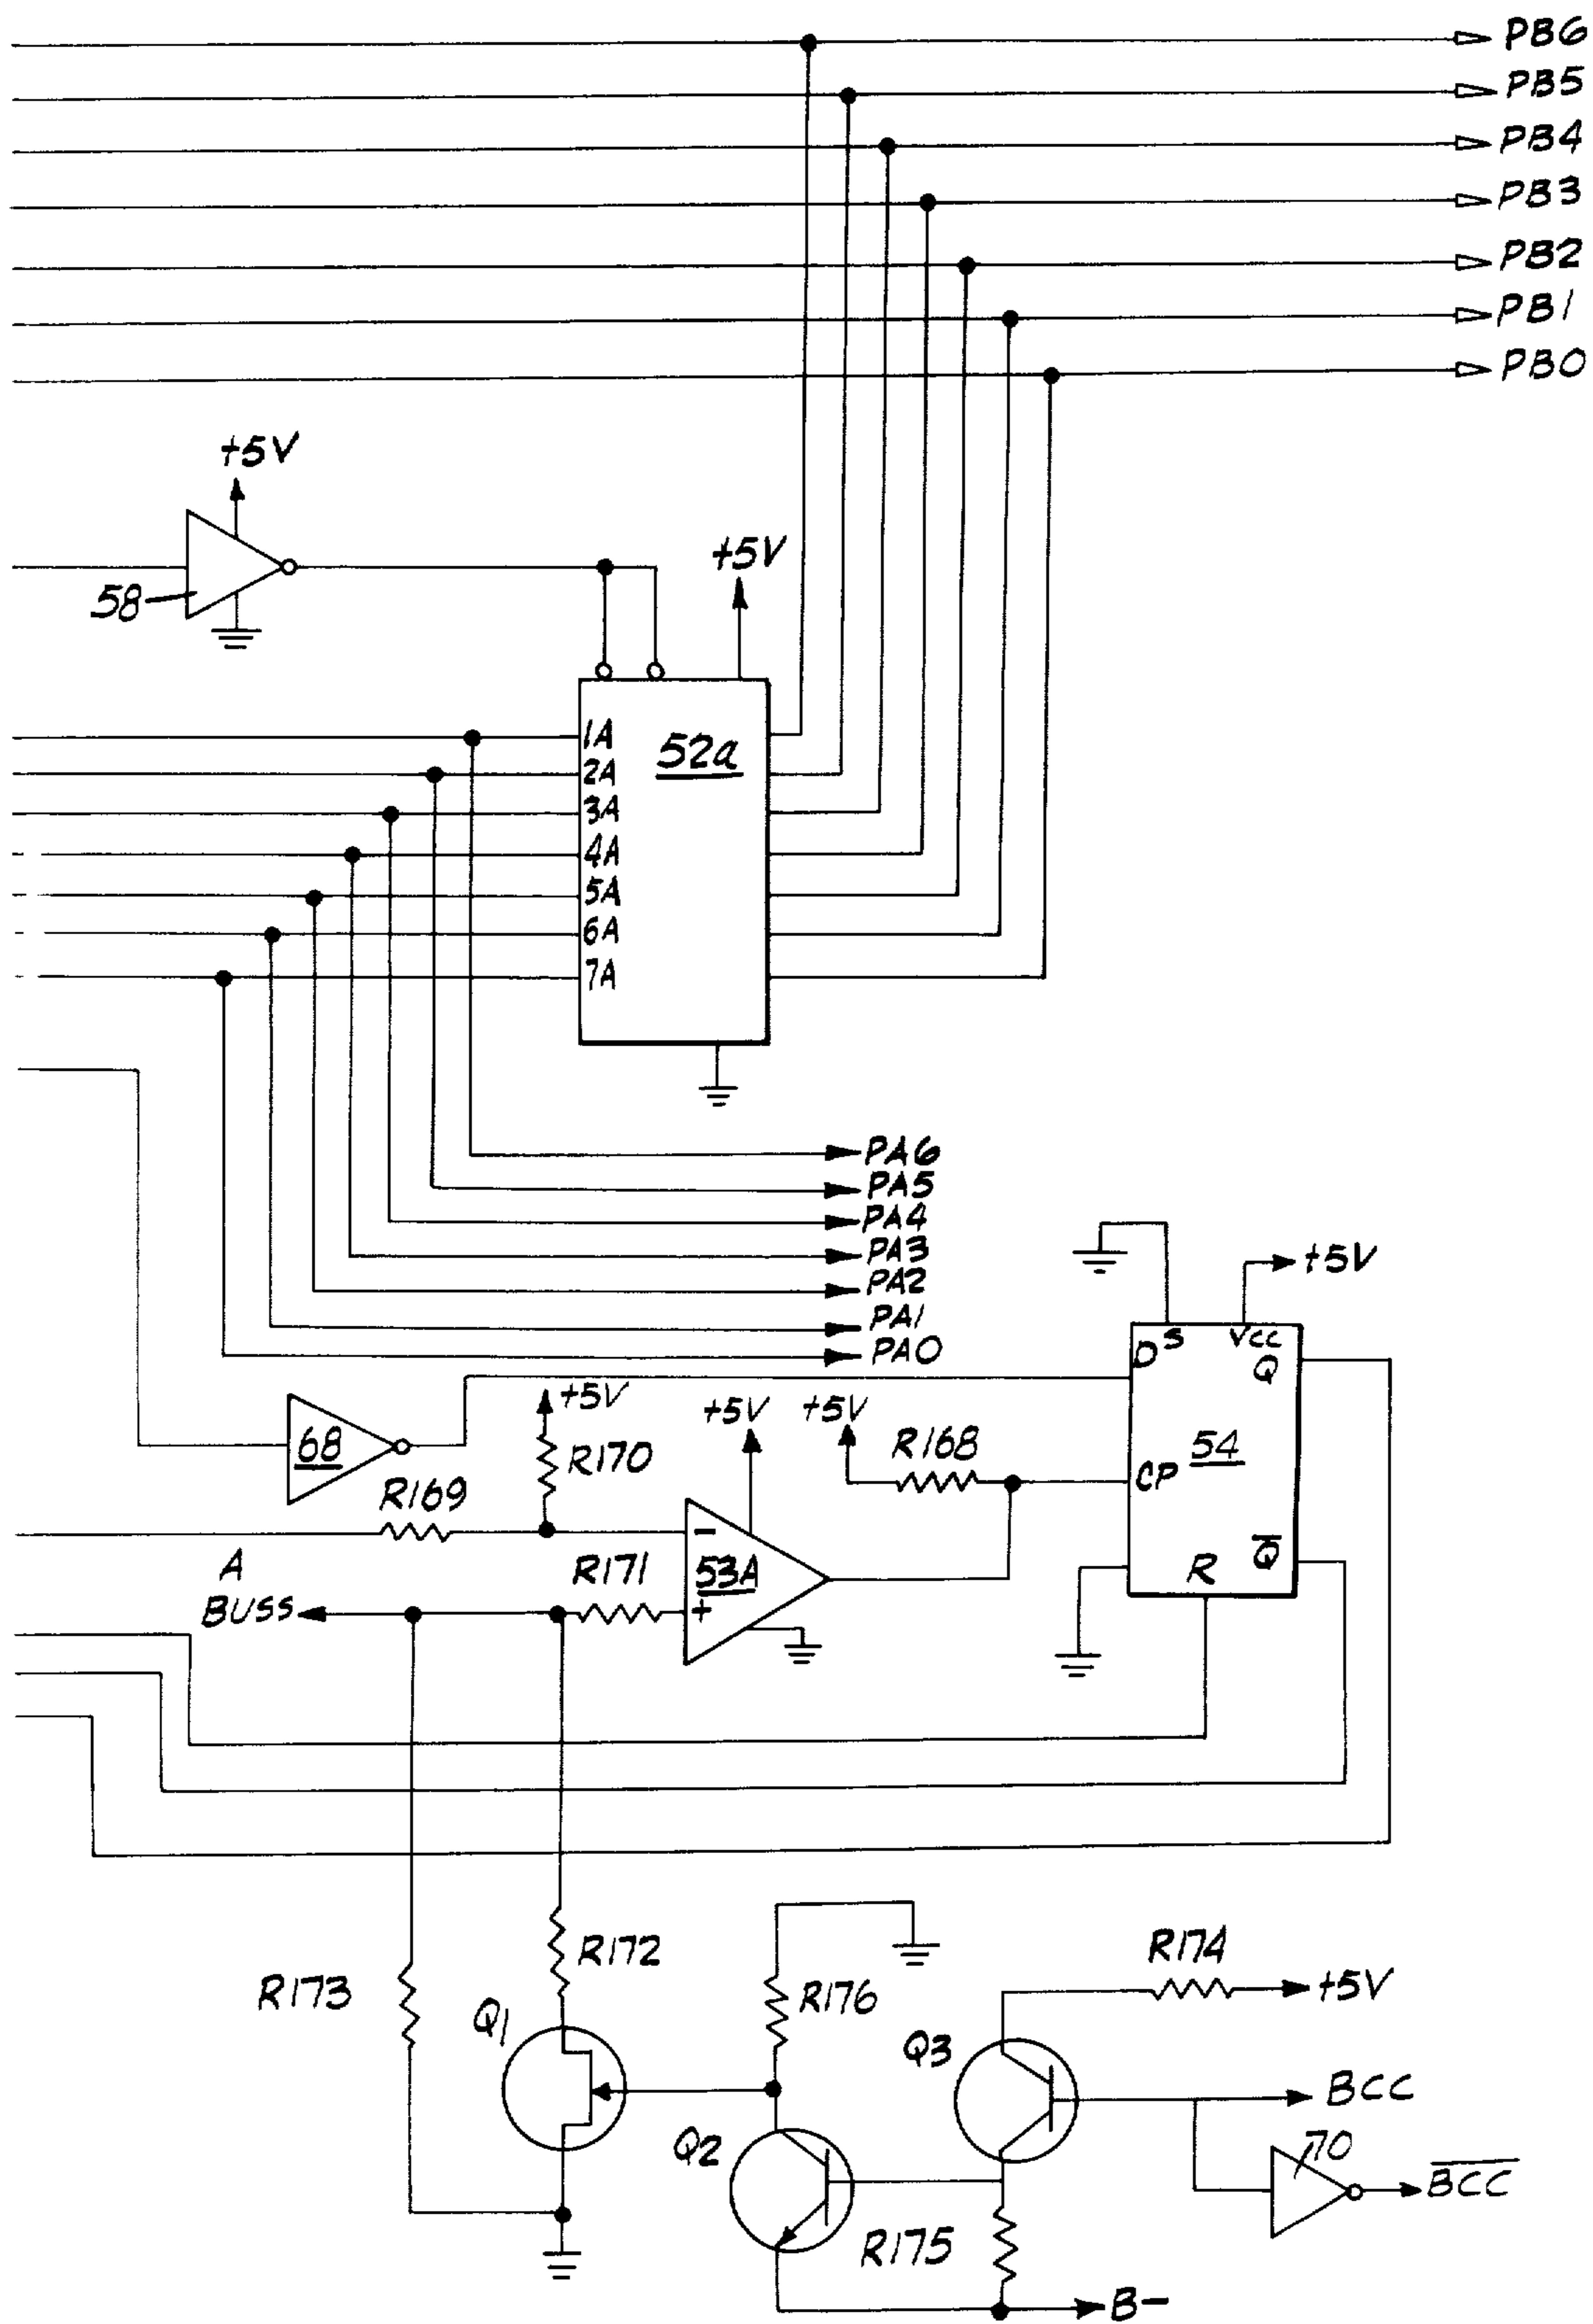 PB6
PB5
PB4
PB3
PB2
PB1
PB0
+5V
58
+5V
1A
52a
2A
3A
4A
5A
6A
7A
PA6
PA5
PA4
PA3
PA2
PA1
PA0
+5V
D S VCC Q
+5V
+5V
+5V
68
R170
R168
54
CP
R169
A
BUSS
R171
-
53A
+
R Q
R172
R173
R176
R174
+5V
Q1
Q3
BCC
Q2
70
BCC
R175
B-